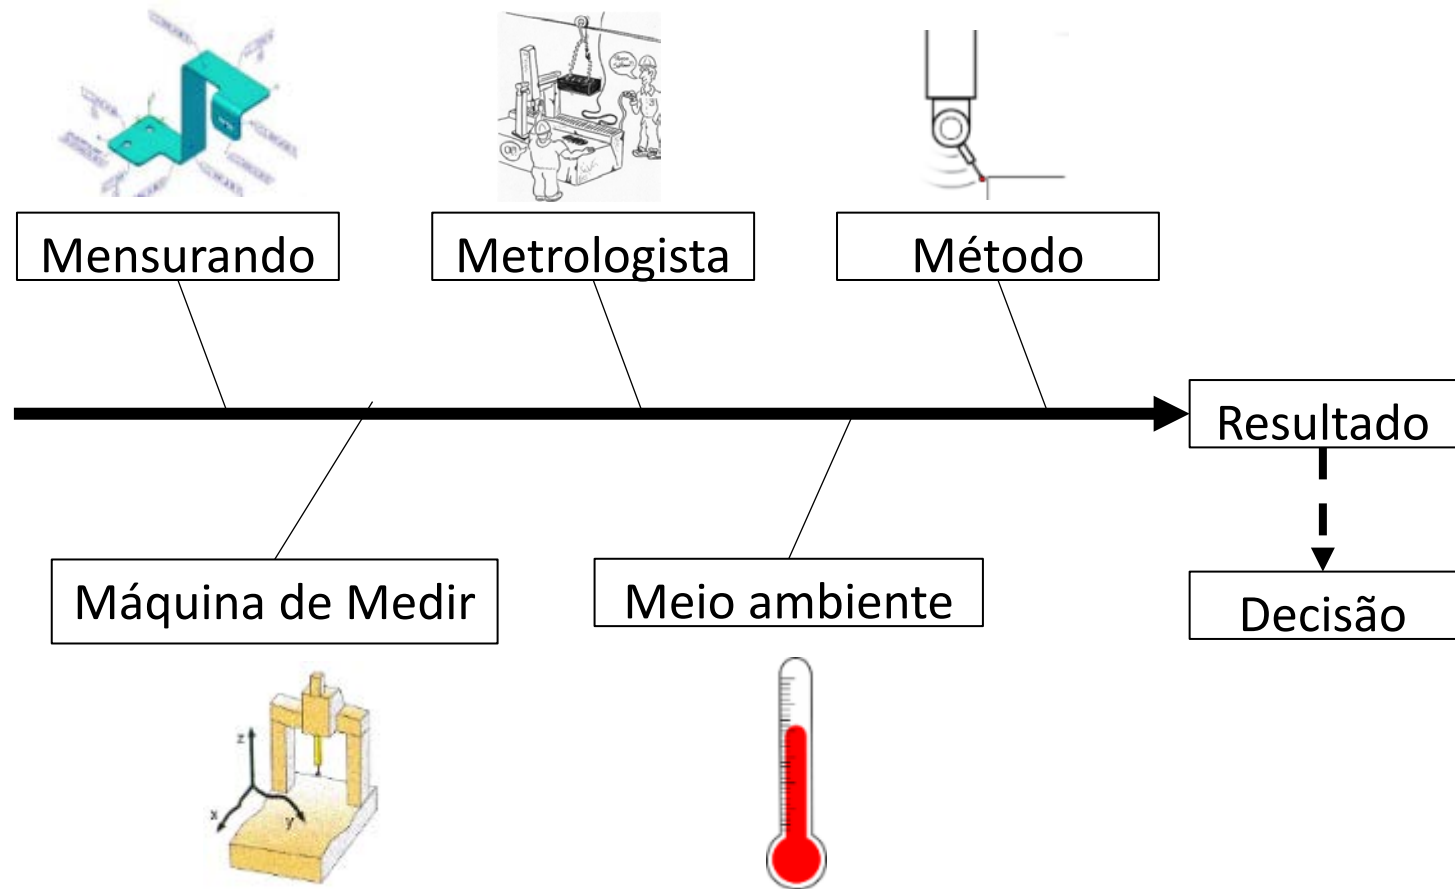 Mensurando
Metrologista
Método
Resultado
Máquina de Medir
Meio ambiente
Decisão
z
x
y